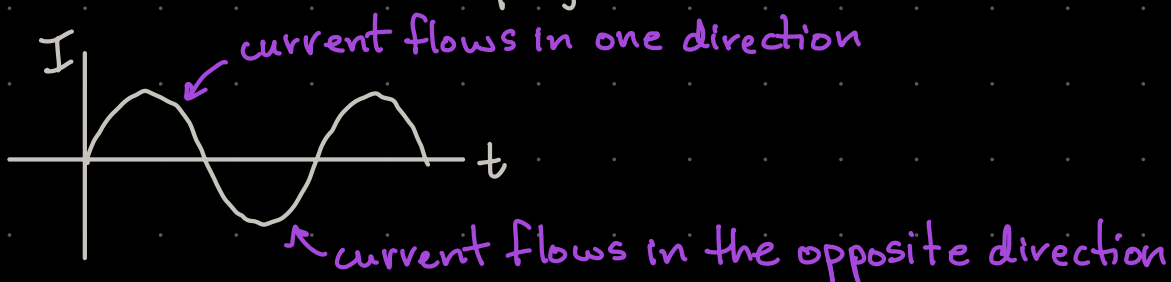 I
current flows in one direction
t
current flows in the opposite direction